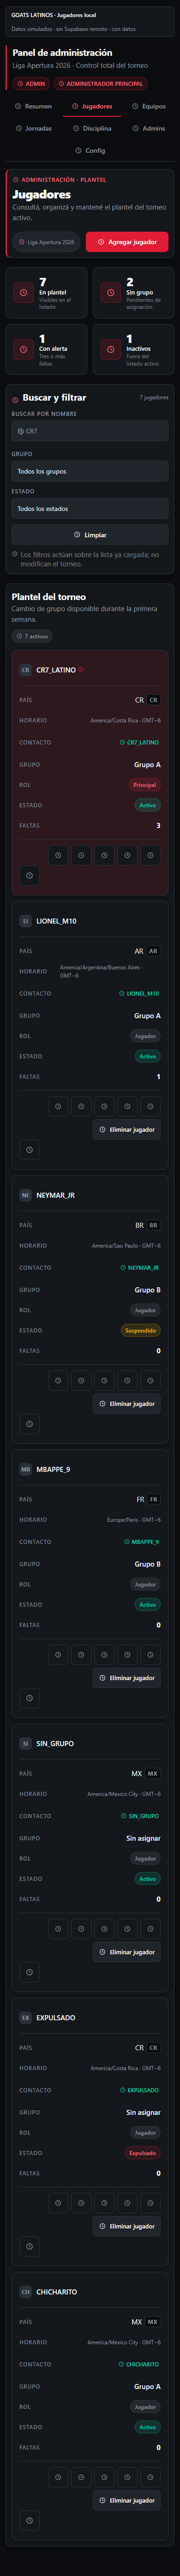 GOATS LATINOS · Jugadores local
Datos simulados · sin Supabase remoto · con datos
Panel de administración
Liga Apertura 2026 · Control total del torneo
ADMIN
ADMINISTRADOR PRINCIPAL
Resumen
Jugadores
Equipos
Jornadas
Disciplina
Admins
Config
ADMINISTRACIÓN · PLANTEL
Jugadores
Consultá, organizá y mantené el plantel del torneo
activo.
Liga Apertura 2026
Agregar jugador
7
En plantel
Visibles en el
listado
2
Sin grupo
Pendientes de
asignación
1
Con alerta
Tres o más
faltas
1
Inactivos
Fuera del
listado activo
Buscar y filtrar
7 jugadores
BUSCAR POR NOMBRE
Ej. CR7
GRUPO
Todos los grupos
ESTADO
Todos los estados
Limpiar
Los filtros actúan sobre la lista ya cargada; no
modifican el torneo.
Plantel del torneo
Cambio de grupo disponible durante la primera
semana.
7 activos
CR
CR7_LATINO
PAÍS
CR CR
HORARIO
America/Costa Rica · GMT−6
CONTACTO
CR7_LATINO
GRUPO
Grupo A
ROL
Principal
ESTADO
Activo
FALTAS
3
LI
LIONEL_M10
PAÍS
AR AR
HORARIO
America/Argentina/Buenos Aires ·
GMT−6
CONTACTO
LIONEL_M10
GRUPO
Grupo A
ROL
Jugador
ESTADO
Activo
FALTAS
1
Eliminar jugador
NE
NEYMAR_JR
PAÍS
BR BR
HORARIO
America/Sao Paulo · GMT−6
CONTACTO
NEYMAR_JR
GRUPO
Grupo B
ROL
Jugador
ESTADO
Suspendido
FALTAS
0
Eliminar jugador
MB
MBAPPE_9
PAÍS
FR FR
HORARIO
Europe/Paris · GMT−6
CONTACTO
MBAPPE_9
GRUPO
Grupo B
ROL
Jugador
ESTADO
Activo
FALTAS
0
Eliminar jugador
SI
SIN_GRUPO
PAÍS
MX MX
HORARIO
America/Mexico City · GMT−6
CONTACTO
SIN_GRUPO
GRUPO
Sin asignar
ROL
Jugador
ESTADO
Activo
FALTAS
0
Eliminar jugador
EX
EXPULSADO
PAÍS
CR CR
HORARIO
America/Costa Rica · GMT−6
CONTACTO
EXPULSADO
GRUPO
Sin asignar
ROL
Jugador
ESTADO
Expulsado
FALTAS
0
Eliminar jugador
CH
CHICHARITO
PAÍS
MX MX
HORARIO
America/Mexico City · GMT−6
CONTACTO
CHICHARITO
GRUPO
Grupo A
ROL
Jugador
ESTADO
Activo
FALTAS
0
Eliminar jugador